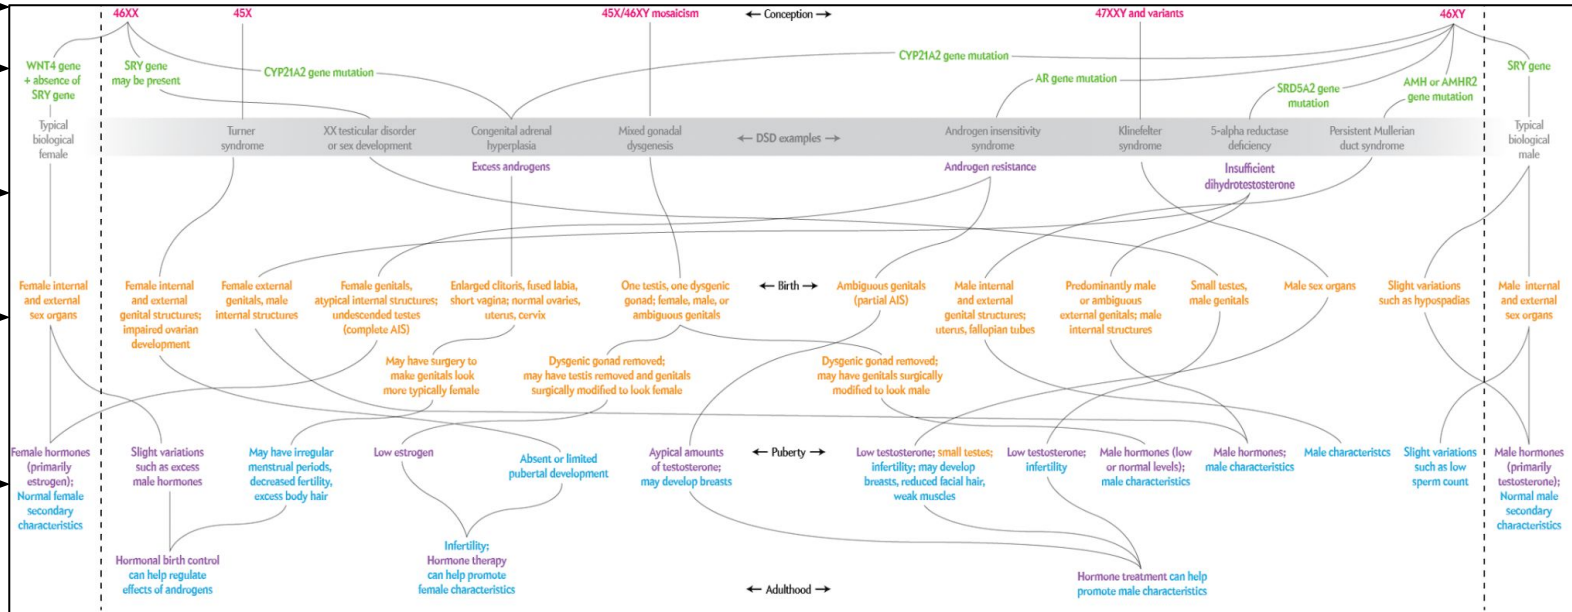 46XX
45X
45X/46XY mosaicism
← Conception →
47XXY and variants
46XY
WNT4 gene
+ absence of
SRY gene
SRY gene
may be present
CYP21A2 gene mutation
CYP21A2 gene mutation
AR gene mutation
SRD5A2 gene
mutation
AMH or AMHR2
gene mutation
SRY gene
Typical
biological
female
Turner
syndrome
XX testicular disorder
or sex development
Congenital adrenal
hyperplasia
Mixed gonadal
dysgenesis
← DSD examples →
Androgen insensitivity
syndrome
Klinefelter
syndrome
5-alpha reductase
deficiency
Persistent Mullerian
duct syndrome
Typical
biological
male
Excess androgens
Androgen resistance
Insufficient
dihydrotestosterone
Female internal
and external
sex organs
Female internal
and external
genital structures;
impaired ovarian
development
Female external
genitals, male
internal structures
Female genitals,
atypical internal structures;
undescended testes
(complete AIS)
Enlarged clitoris, fused labia,
short vagina; normal ovaries,
uterus, cervix
One testis, one dysgenic
gonad; female, male, or
ambiguous genitals
← Birth →
Ambiguous genitals
(partial AIS)
Male internal
and external
genital structures;
uterus, fallopian tubes
Predominantly male
or ambiguous
external genitals; male
internal structures
Small testes,
male genitals
Male sex organs
Slight variations
such as hypuspadias
Male internal
and external
sex organs
May have surgery to
make genitals look
more typically female
Dysgenic gonad removed;
may have testis removed and genitals
surgically modified to look female
Dysgenic gonad removed;
may have genitals surgically
modified to look male
Female hormones
(primarily
estrogen);
Normal female
secondary
characteristics
Slight variations
such as excess
male hormones
May have irregular
menstrual periods,
decreased fertility,
excess body hair
Low estrogen
Absent or limited
pubertal development
Atypical amounts
of testosterone;
may develop breasts
← Puberty →
Low testosterone; small testes;
infertility; may develop
breasts, reduced facial hair,
weak muscles
Low testosterone;
infertility
Male hormones (low
or normal levels);
male characteristics
Male hormones;
male characteristics
Male characteristcs
Slight variations
such as low
sperm count
Male hormones
(primarily
testosterone);
Normal male
secondary
characteristics
Hormonal birth control
can help regulate
effects of androgens
Infertility;
Hormone therapy
can help promote
female characteristics
← Adulthood →
Hormone treatment can help
promote male characteristics